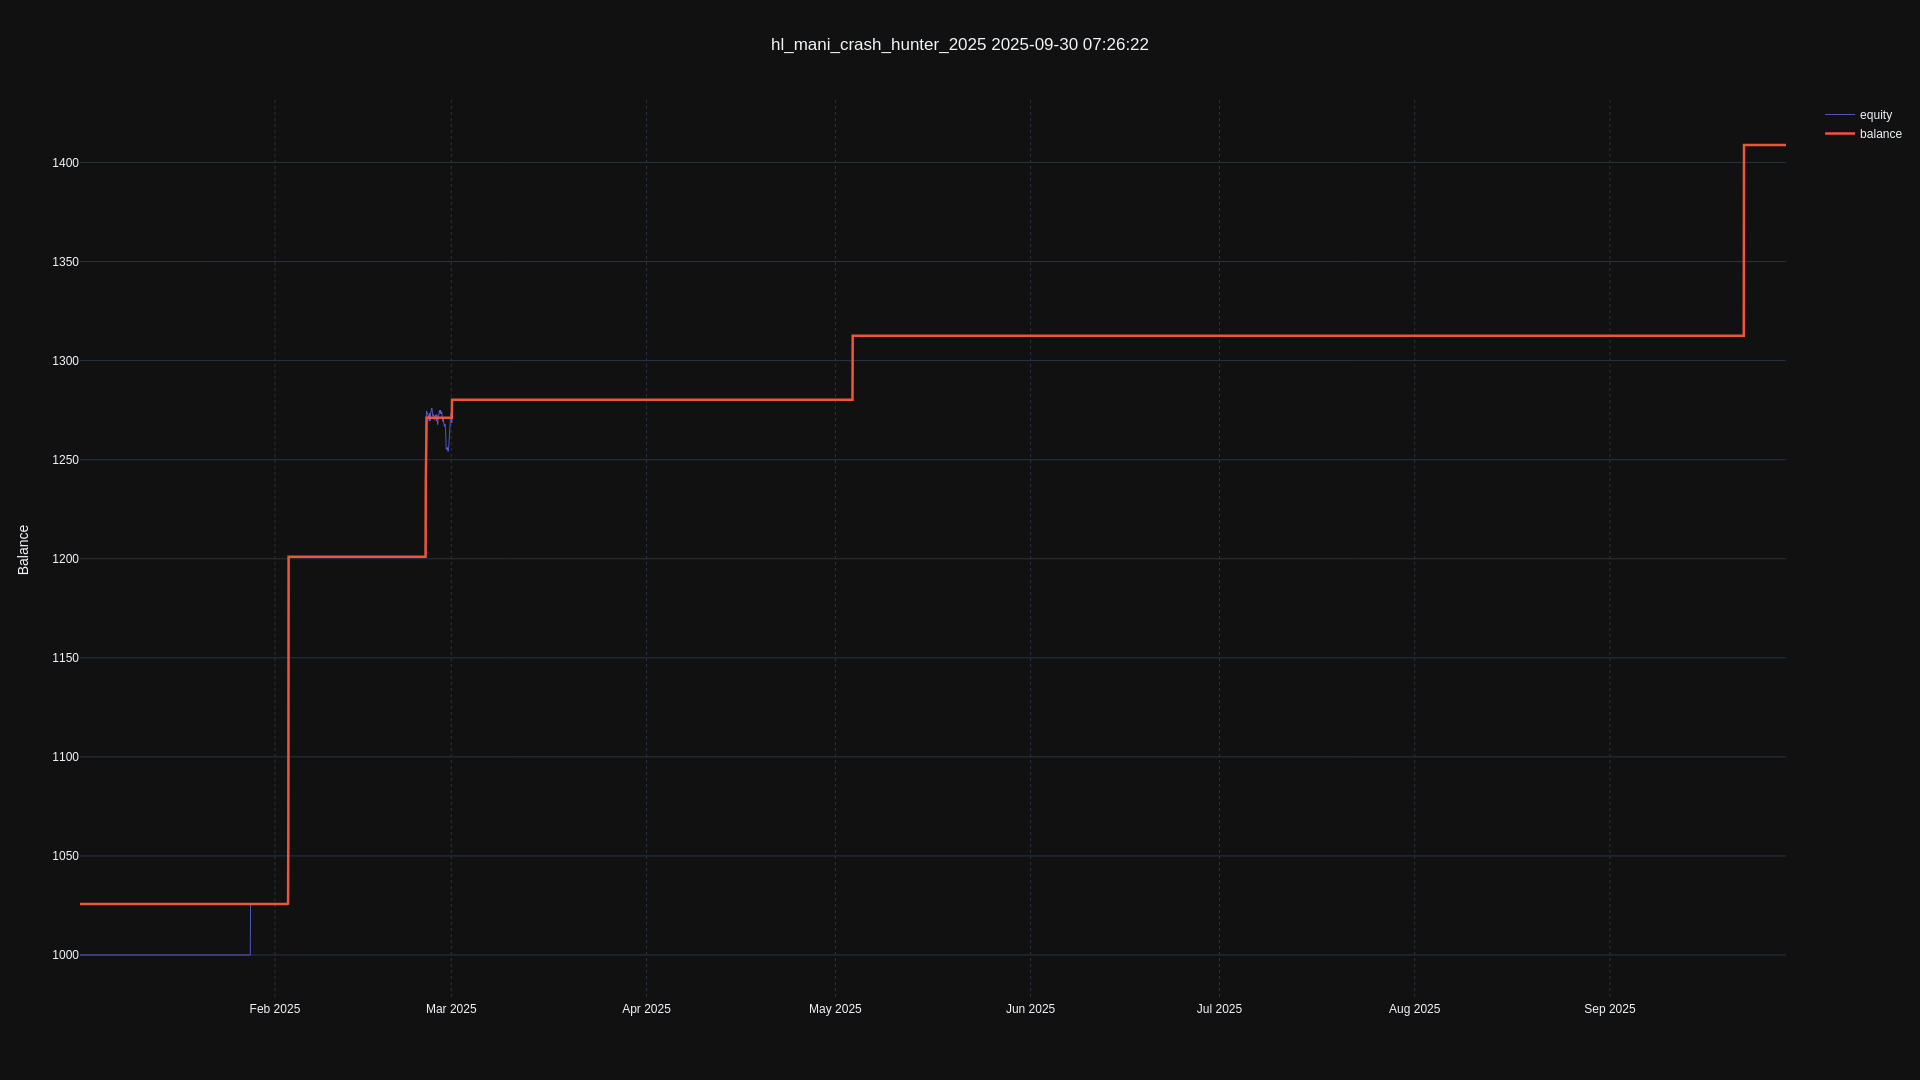 hl_mani_crash_hunter_2025 2025-09-30 07:26:22
equity
balance
1400
1350
1300
1250
1200
1150
1100
1050
1000
Balance
Feb 2025
Mar 2025
Apr 2025
May 2025
Jun 2025
Jul 2025
Aug 2025
Sep 2025